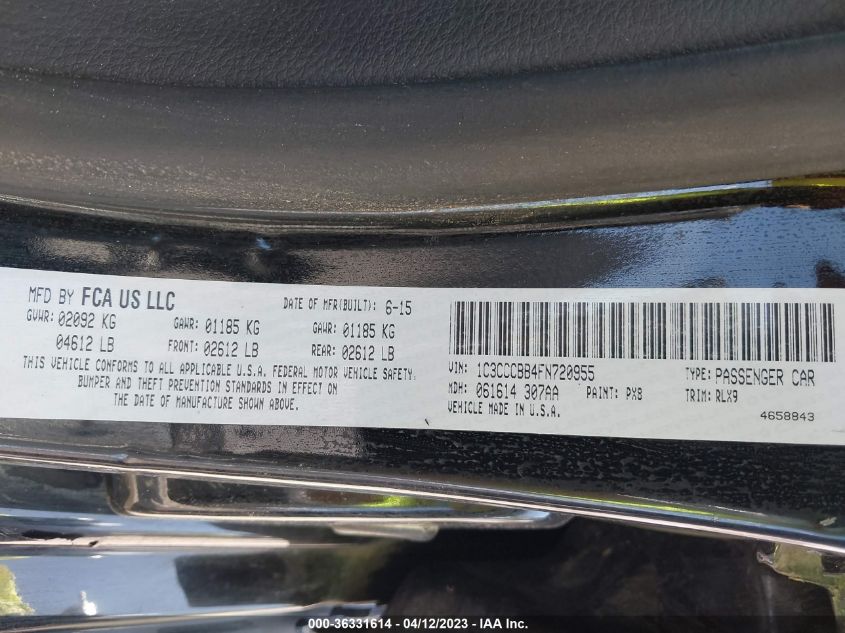 MFD BY FCA US LLC
DATE OF MFR(BUILT): 6-15
GVWR: 02092 KG
GAWR: 01185 KG
GAWR: 01185 KG
04612 LB
FRONT: 02612 LB
REAR: 02612 LB
THIS VEHICLE CONFORMS TO ALL APPLICABLE U.S.A. FEDERAL MOTOR VEHICLE SAFETY,
BUMPER AND THEFT PREVENTION STANDARDS IN EFFECT ON
THE DATE OF MANUFACTURE SHOWN ABOVE.
VIN: 1C3CCCBB4FN720955
TYPE: PASSENGER CAR
MDH: 061614 307AA
PAINT: PX8
TRIM: RLX9
VEHICLE MADE IN U.S.A.
4658843
000-36331614 - 04/12/2023 - IAA Inc.